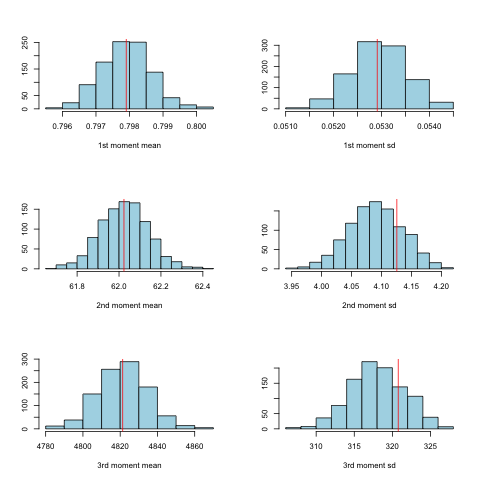 0 50 150 250
0.796 0.797 0.798 0.799 0.800
1st moment mean
0 100 200 300
0.0510 0.0520 0.0530 0.0540
1st moment sd
0 50 100 150
61.8 62.0 62.2 62.4
2nd moment mean
0 50 100
3.95 4.00 4.05 4.10 4.15 4.20
2nd moment sd
0 50 100 200 300
4780 4800 4820 4840 4860
3rd moment mean
0 50 150
310 315 320 325
3rd moment sd